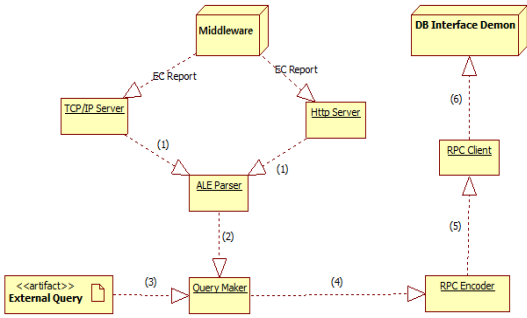 Middleware
DB Interface Demon
EC Report
EC Report
TCP/IP Server
Http Server
(6)
(1)
(1)
RPC Client
ALE Parser
(2)
(5)
<<artifact>>
External Query
(3)
Query Maker
(4)
RPC Encoder